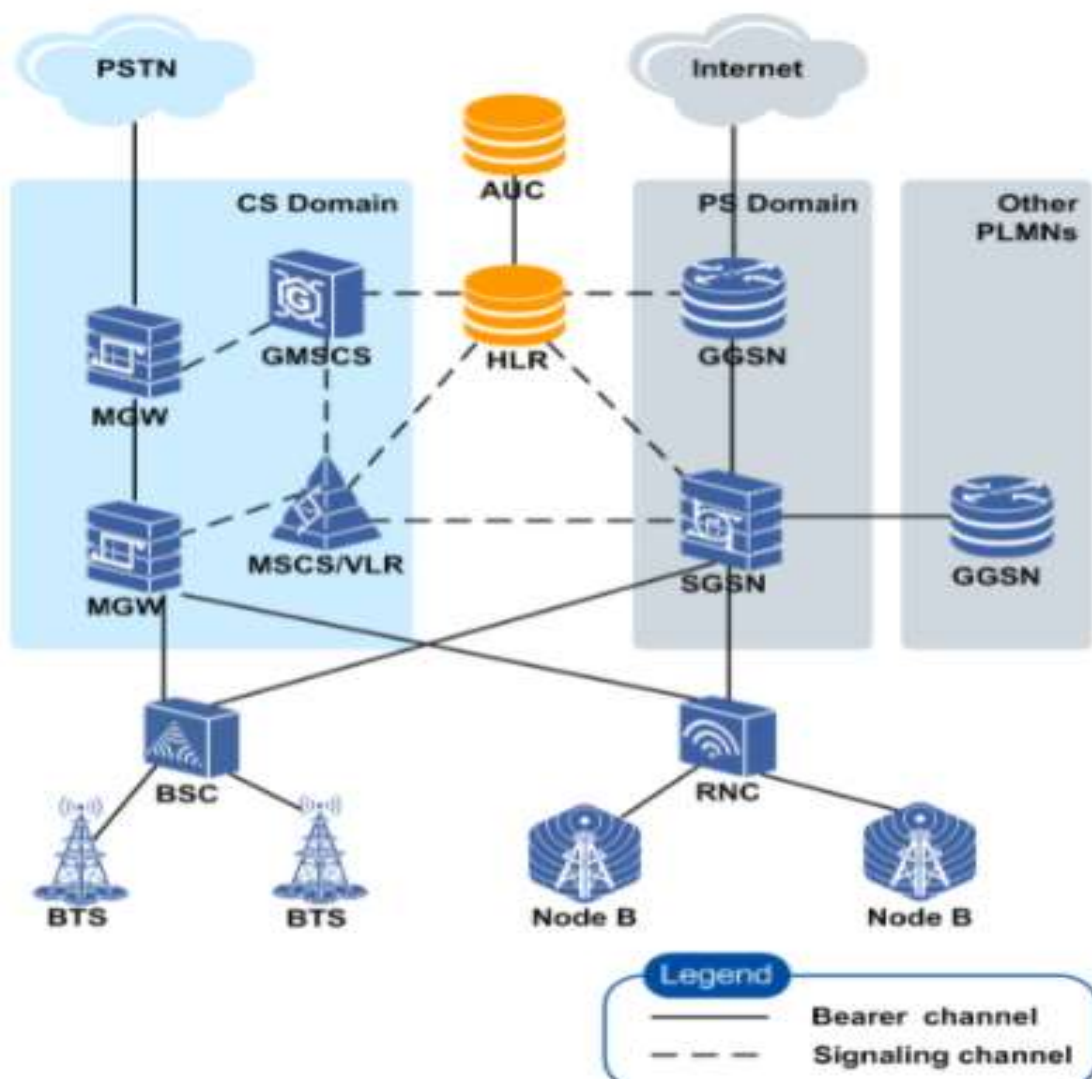 PSTN
Internet
AUC
CS Domain
PS Domain
Other
PLMNs
GMSCS
HLR
GGSN
MGW
MSCS/VLR
SGSN
GGSN
MGW
BSC
RNC
BTS
BTS
Node B
Node B
Legend
Bearer channel
Signaling channel